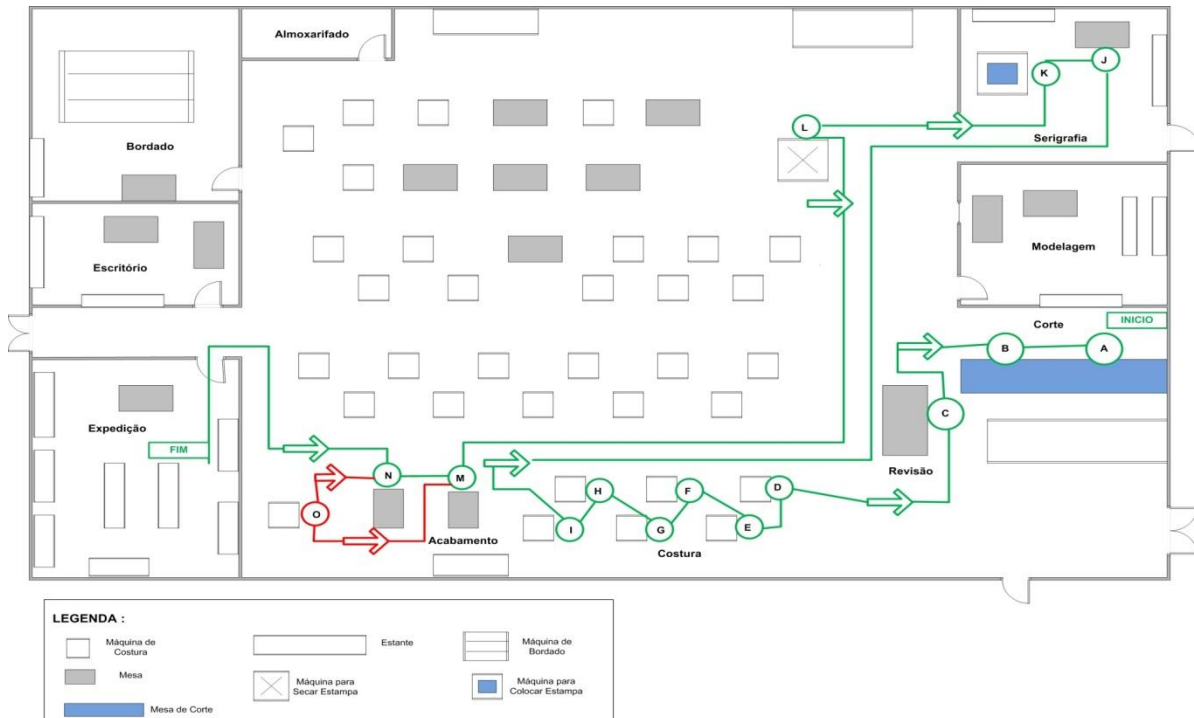 Almoxarifado
K
J
L
Bordado
Serigrafia
Escritório
Modelagem
INICIO
Corte
B
A
C
Expedição
FIM
Revisão
N
M
H
F
D
O
I
G
E
Acabamento
Costura
LEGENDA :
Máquina de
Costura
Estante
Máquina de
Bordado
Mesa
Máquina para
Secar Estampa
Máquina para
Colocar Estampa
Mesa de Corte